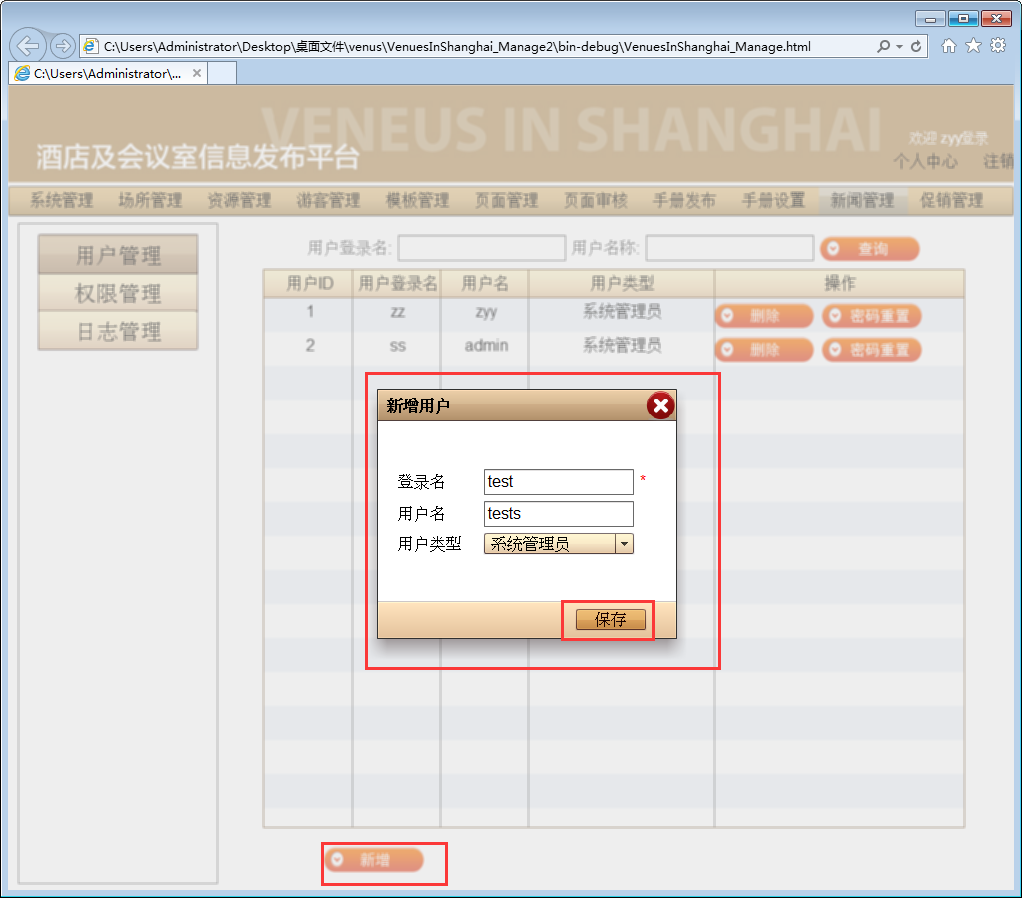 C:\Users\Administrator\Desktop\桌面文件\venus\VenuesInShanghai_Manage2\bin-debug\VenuesInShanghai_Manage.html
C:\Users\Administrator\...
VENEUS IN SHANGHAI
欢迎 zyy登录
酒店及会议室信息发布平台
个人中心 注销
系统管理 场所管理 资源管理 游客管理 模板管理 页面管理 页面审核 手册发布 手册设置 新闻管理 促销管理
用户管理
权限管理
日志管理
用户登录名: 用户名称: 查询
用户ID 用户登录名 用户名 用户类型 操作
1 zz zyy 系统管理员 删除 密码重置
2 ss admin 系统管理员 删除 密码重置
新增用户
登录名 test *
用户名 tests
用户类型 系统管理员
保存
新增